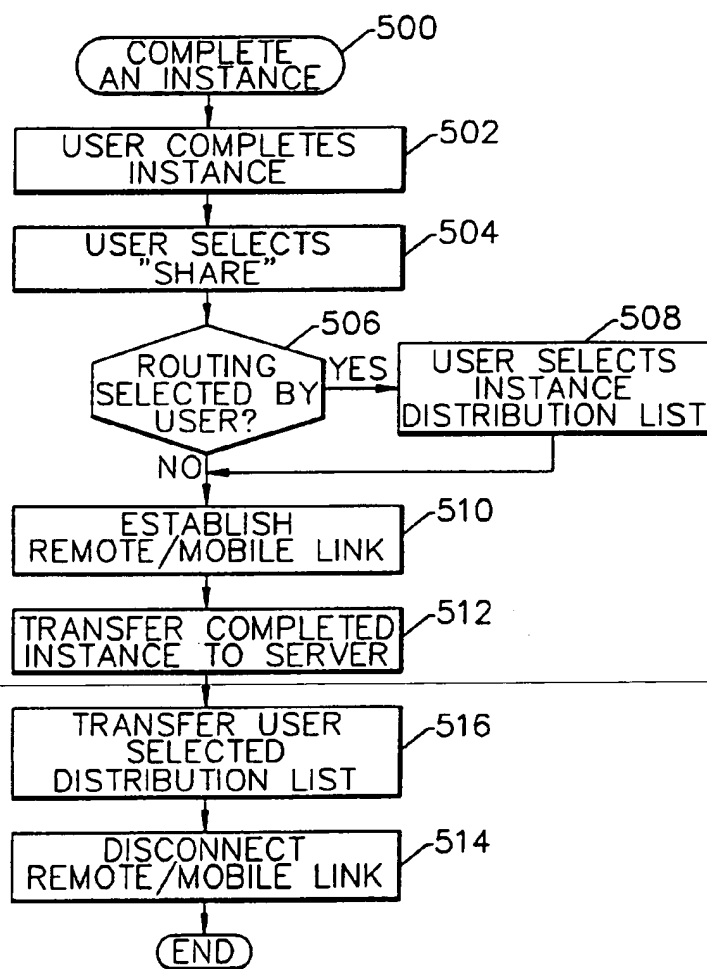 COMPLETE
AN INSTANCE
500
USER COMPLETES
INSTANCE
502
USER SELECTS
"SHARE"
504
ROUTING
SELECTED BY
USER?
506
YES
USER SELECTS
INSTANCE
DISTRIBUTION LIST
508
NO
ESTABLISH
REMOTE/MOBILE LINK
510
TRANSFER COMPLETED
INSTANCE TO SERVER
512
TRANSFER USER
SELECTED
DISTRIBUTION LIST
516
DISCONNECT
REMOTE/MOBILE LINK
514
END